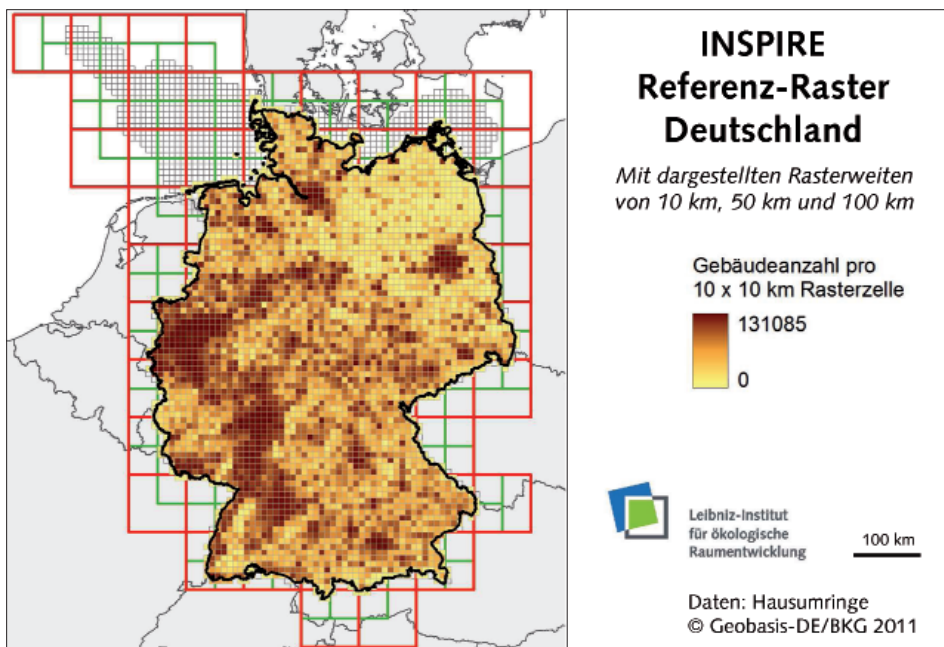 INSPIRE
Referenz-Raster
Deutschland
Mit dargestellten Rasterweiten
von 10 km, 50 km und 100 km
Gebäudeanzahl pro
10 x 10 km Rasterzelle
131085
0
Leibniz-Institut
für ökologische
Raumentwicklung
100 km
Daten: Hausumringe
© Geobasis-DE/BKG 2011